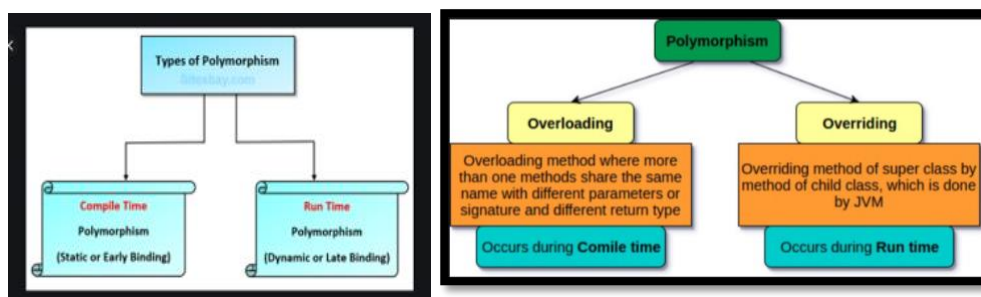 Types of Polymorphism
Sitesbay.com
Compile Time
Polymorphism
(Static or Early Binding)
Run Time
Polymorphism
(Dynamic or Late Binding)
Polymorphism
Overloading
Overloading method where more
than one methods share the same
name with different parameters or
signature and different return type
Occurs during Comile time
Overriding
Overriding method of super class by
method of child class, which is done
by JVM
Occurs during Run time